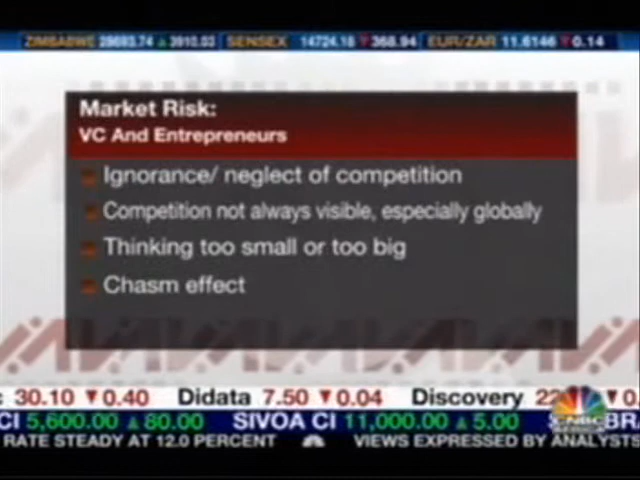 ZIMBABWE 28693.74 ▲ 3910.03 SENSEX 14724.18 ▼ 368.94 EUR/ZAR 11.6146 ▼ 0.14
Market Risk:
VC And Entrepreneurs
Ignorance/ neglect of competition
Competition not always visible, especially globally
Thinking too small or too big
Chasm effect
30.10 ▼ 0.40 Didata 7.50 ▼ 0.04 Discovery
CI 5,600.00 ▲ 80.00 SIVOA CI 11,000.00 ▲ 5.00
RATE STEADY AT 12.0 PERCENT VIEWS EXPRESSED BY ANALYSTS
CNBC